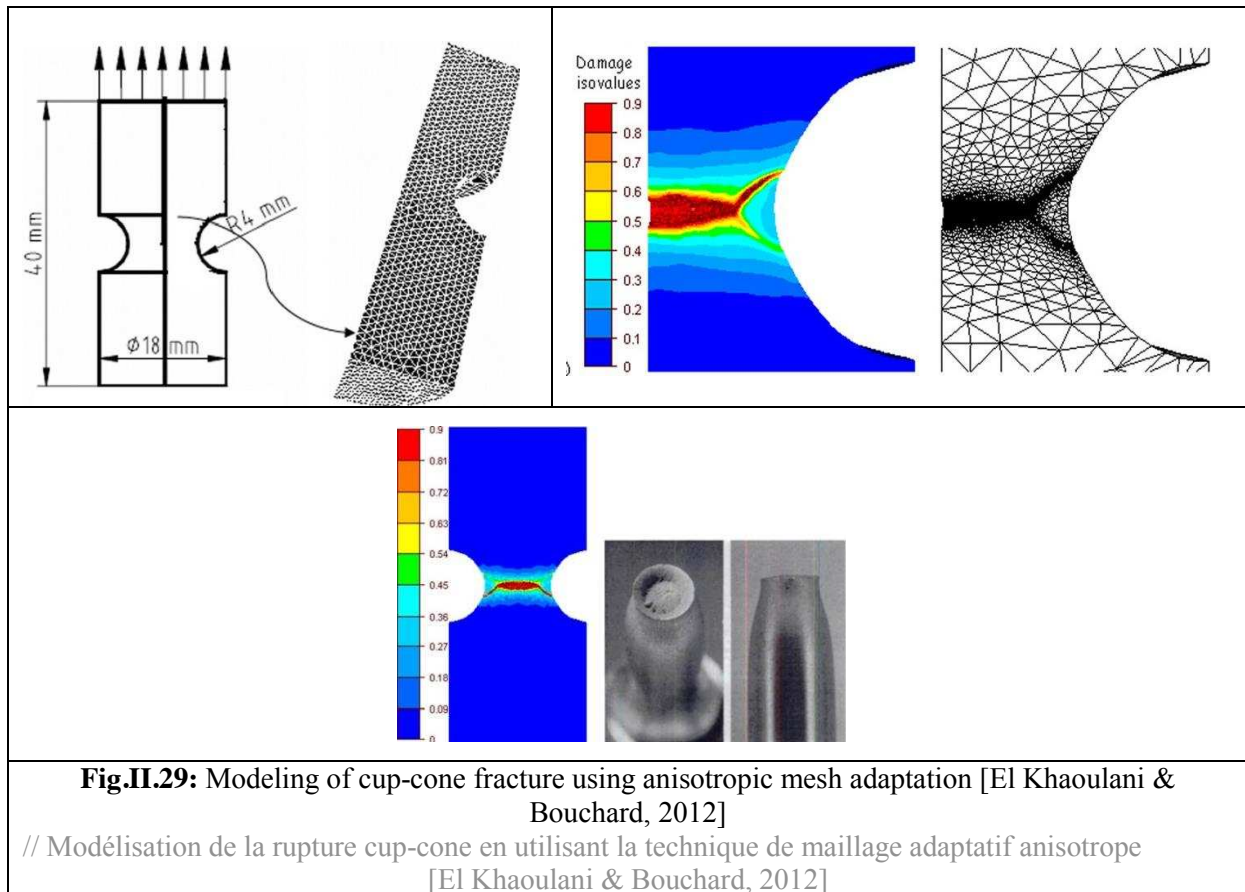 40 mm
R4 mm
ϕ18 mm
Damage
isovalues
0.9
0.8
0.7
0.6
0.5
0.4
0.3
0.2
0.1
0
)
0.9
0.81
0.72
0.63
0.54
0.45
0.36
0.27
0.18
0.09
0
Fig.II.29: Modeling of cup-cone fracture using anisotropic mesh adaptation [El Khaoulani &
Bouchard, 2012]
// Modélisation de la rupture cup-cone en utilisant la technique de maillage adaptatif anisotrope
[El Khaoulani & Bouchard, 2012]